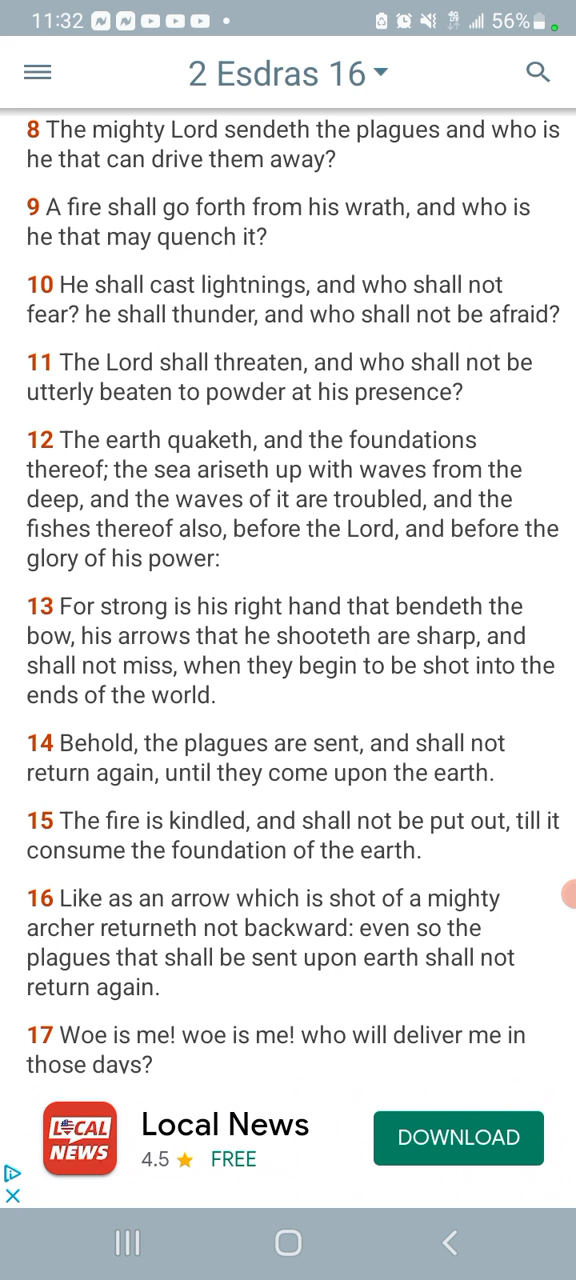 11:32
56%
2 Esdras 16
8 The mighty Lord sendeth the plagues and who is
he that can drive them away?
9 A fire shall go forth from his wrath, and who is
he that may quench it?
10 He shall cast lightnings, and who shall not
fear? he shall thunder, and who shall not be afraid?
11 The Lord shall threaten, and who shall not be
utterly beaten to powder at his presence?
12 The earth quaketh, and the foundations
thereof; the sea ariseth up with waves from the
deep, and the waves of it are troubled, and the
fishes thereof also, before the Lord, and before the
glory of his power:
13 For strong is his right hand that bendeth the
bow, his arrows that he shooteth are sharp, and
shall not miss, when they begin to be shot into the
ends of the world.
14 Behold, the plagues are sent, and shall not
return again, until they come upon the earth.
15 The fire is kindled, and shall not be put out, till it
consume the foundation of the earth.
16 Like as an arrow which is shot of a mighty
archer returneth not backward: even so the
plagues that shall be sent upon earth shall not
return again.
17 Woe is me! woe is me! who will deliver me in
those days?
LOCAL
NEWS
Local News
4.5 ★ FREE
DOWNLOAD